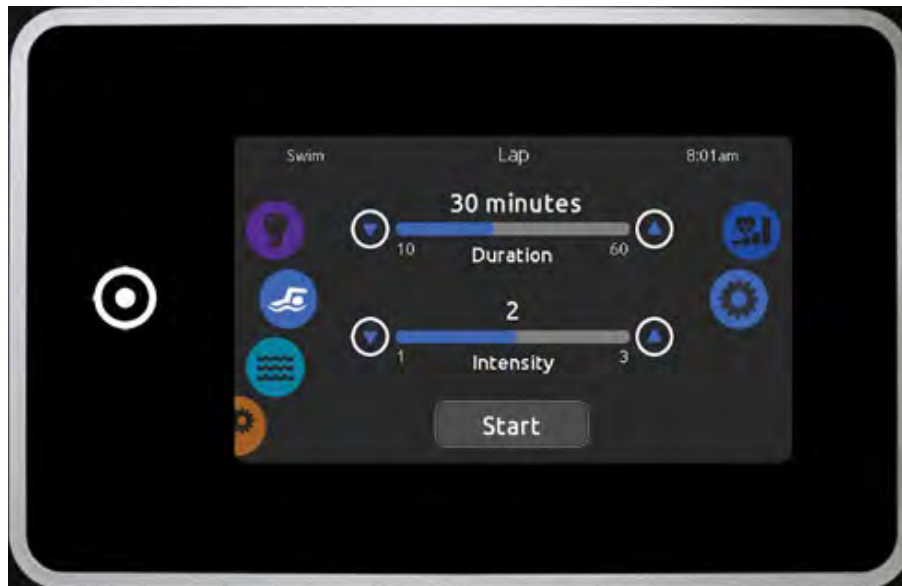 Swim Lap 8:01am
30 minutes
10 Duration 60
2
1 Intensity 3
Start